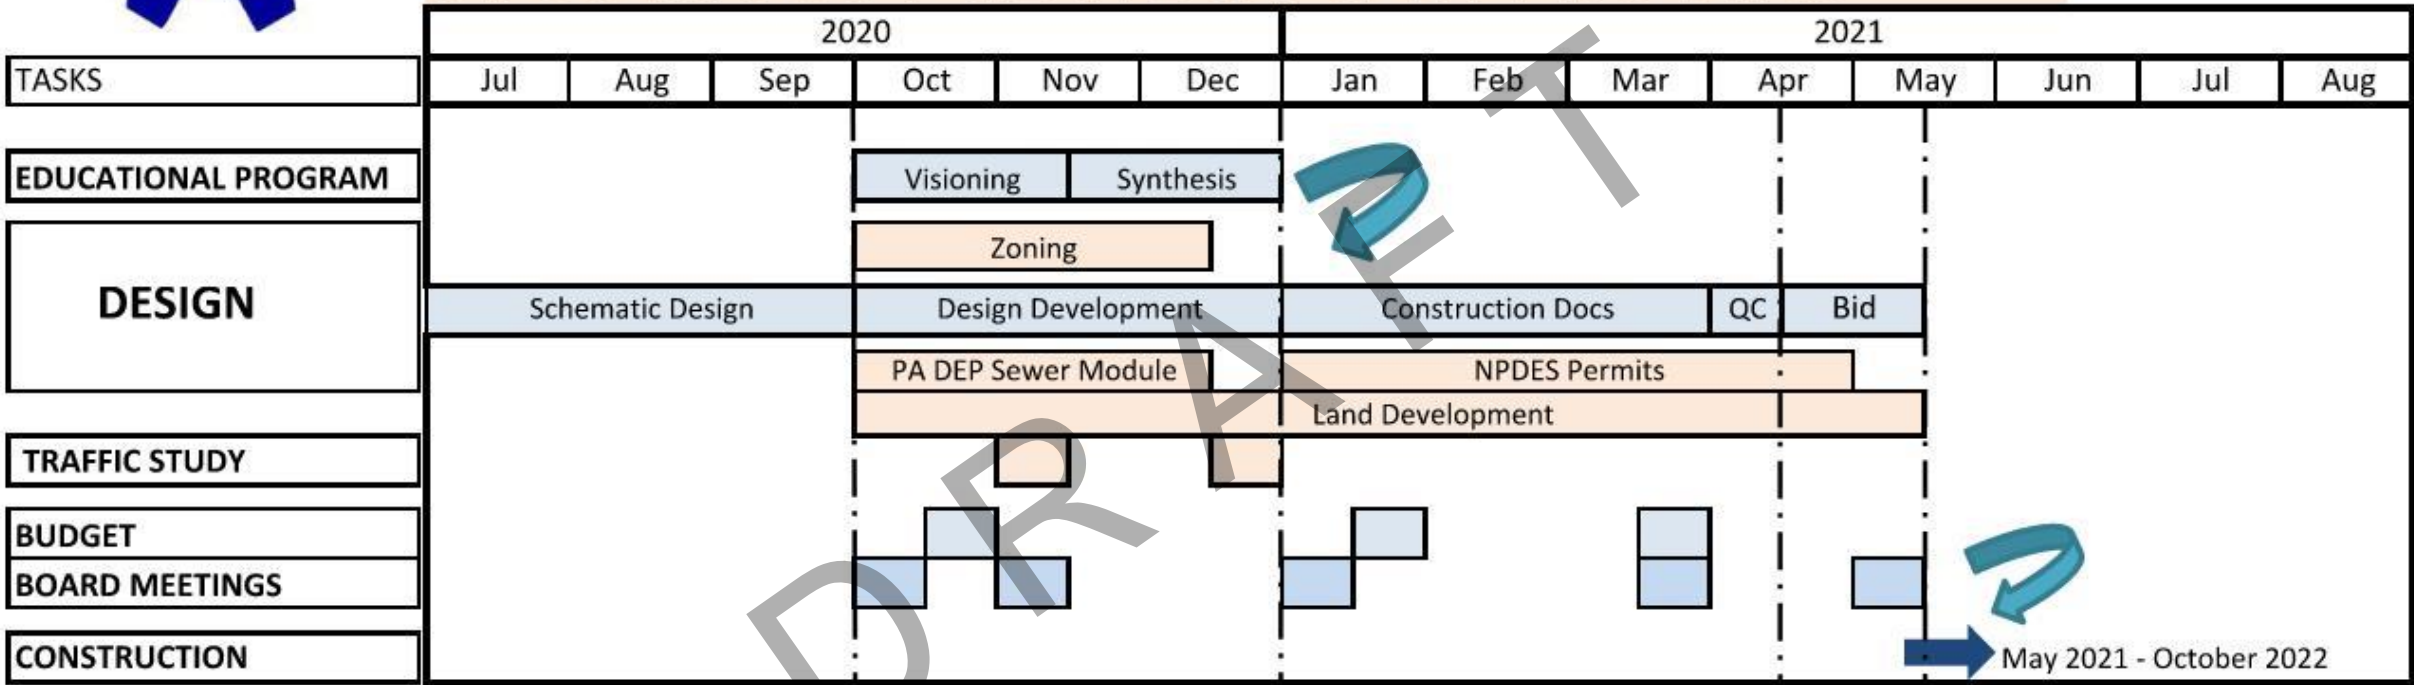 2020 2021
TASKS Jul Aug Sep Oct Nov Dec Jan Feb Mar Apr May Jun Jul Aug
EDUCATIONAL PROGRAM Visioning Synthesis
Zoning
DESIGN Schematic Design Design Development Construction Docs QC Bid
PA DEP Sewer Module NPDES Permits
Land Development
TRAFFIC STUDY
BUDGET
BOARD MEETINGS
CONSTRUCTION May 2021 - October 2022
DRAFT